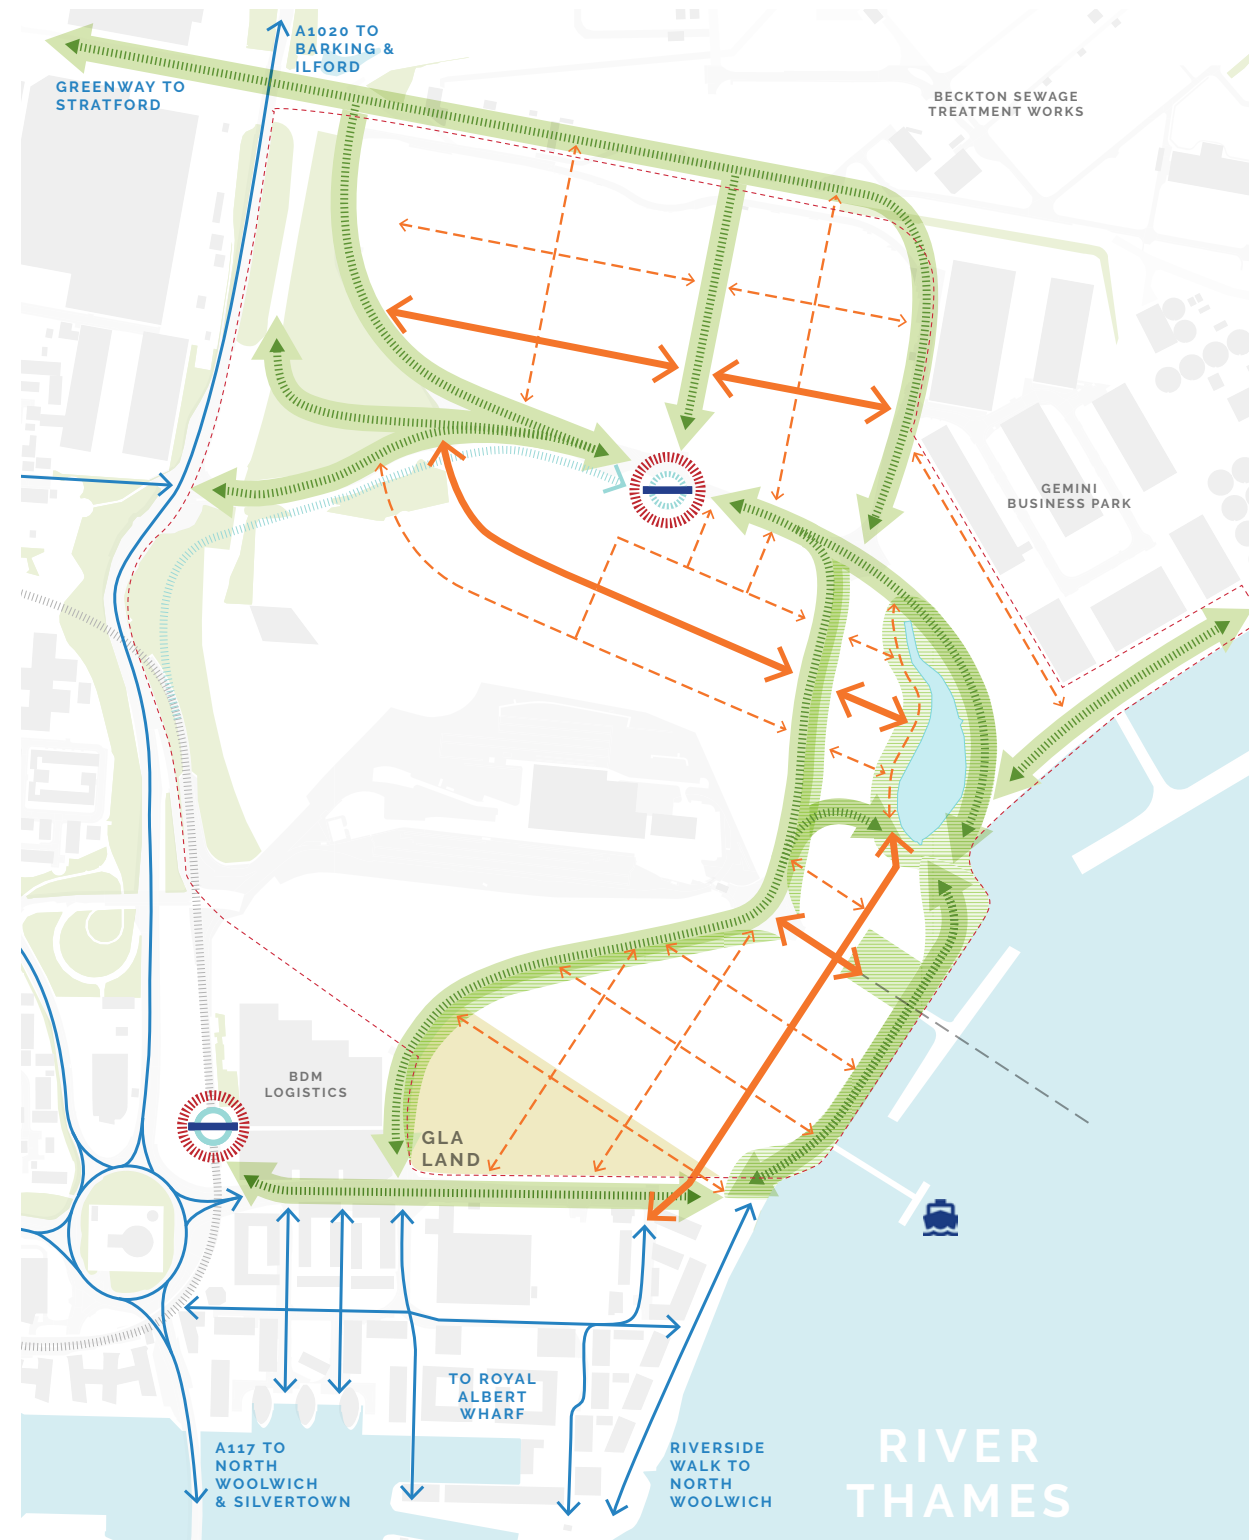 A1020 TO
BARKING &
ILFORD
GREENWAY TO
STRATFORD
BECKTON SEWAGE
TREATMENT WORKS
GEMINI
BUSINESS PARK
BDM
LOGISTICS
GLA
LAND
TO ROYAL
ALBERT
WHARF
A117 TO
NORTH
WOOLWICH
& SILVERTOWN
RIVERSIDE
WALK TO
NORTH
WOOLWICH
RIVER
THAMES